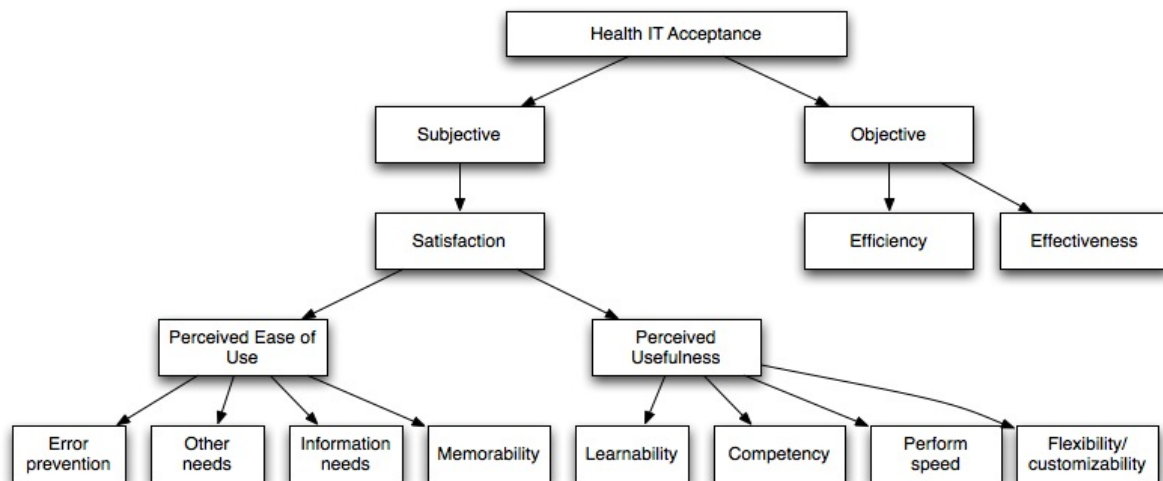 Health IT Acceptance
Subjective
Objective
Satisfaction
Efficiency
Effectiveness
Perceived Ease of
Use
Perceived
Usefulness
Error
prevention
Other
needs
Information
needs
Memorability
Learnability
Competency
Perform
speed
Flexibility/
customizability